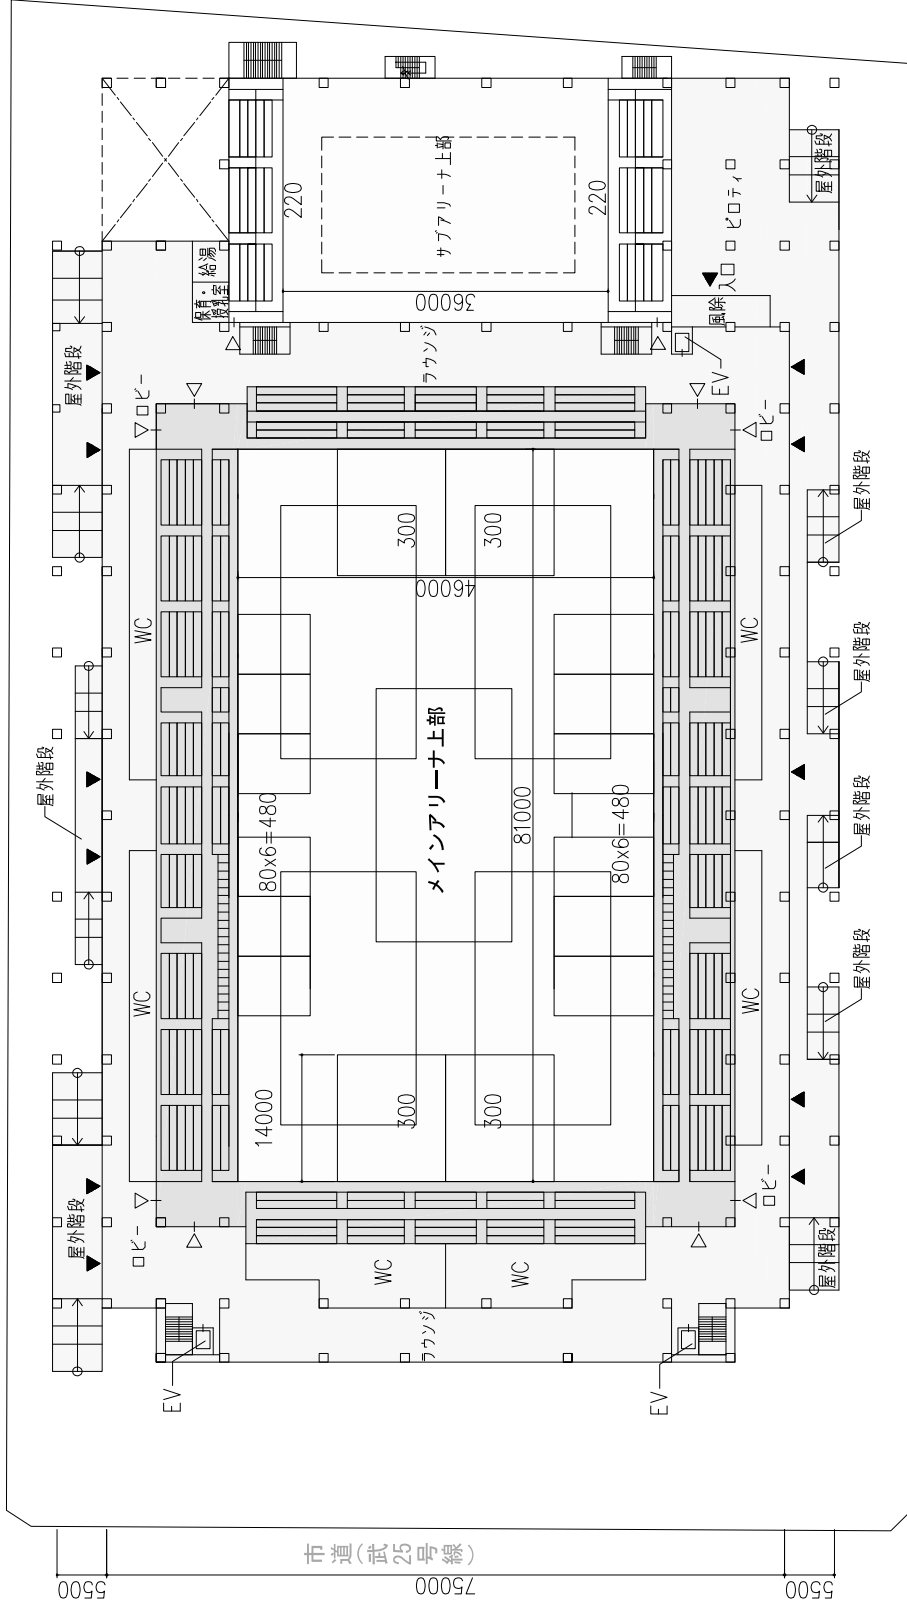 屋外階段
屋外階段
屋外階段
ロビー
ロビー
WC
WC
保育・
授乳室
給湯
220
サブアリーナ上部
220
36000
ピロティ
屋外階段
風除
入口
ラウンジ
EV
ロビー
300
300
46000
メインアリーナ上部
81000
80x6=480
80x6=480
14000
300
300
WC
WC
屋外階段
屋外階段
屋外階段
屋外階段
ロビー
屋外階段
WC
WC
ラウンジ
EV
EV
市道(武25号線)
5500
75000
5500